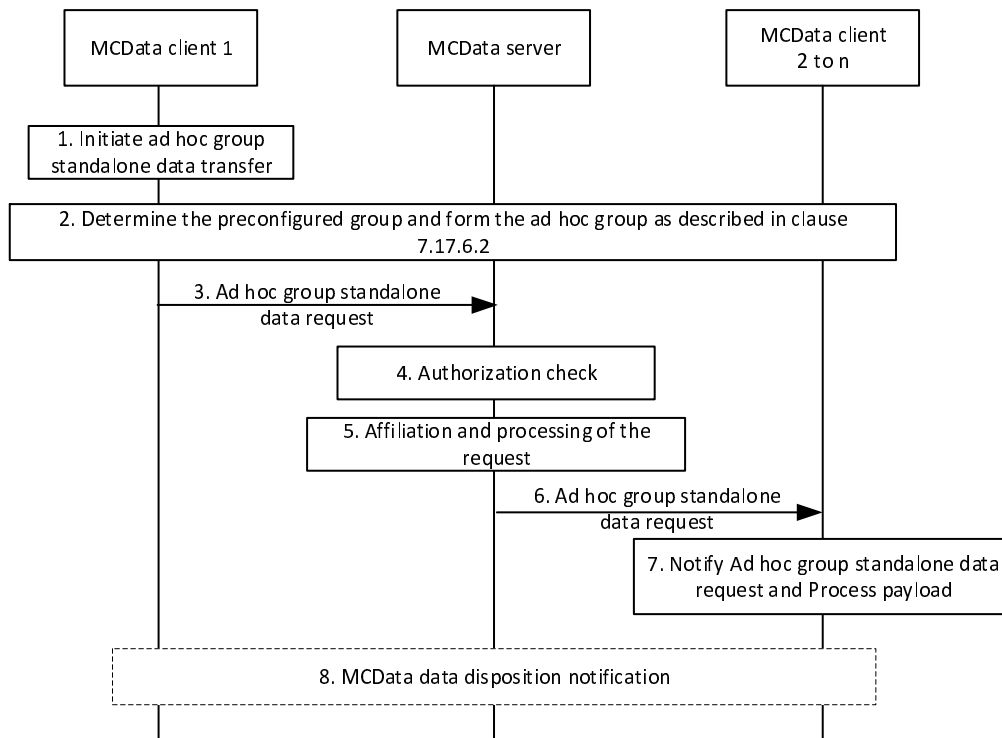 MCData client 1
MCData server
MCData client
2 to n
1. Initiate ad hoc group
standalone data transfer
2. Determine the preconfigured group and form the ad hoc group as described in clause
7.17.6.2
3. Ad hoc group standalone
data request
4. Authorization check
5. Affiliation and processing of the
request
6. Ad hoc group standalone
data request
7. Notify Ad hoc group standalone data
request and Process payload
8. MCData data disposition notification